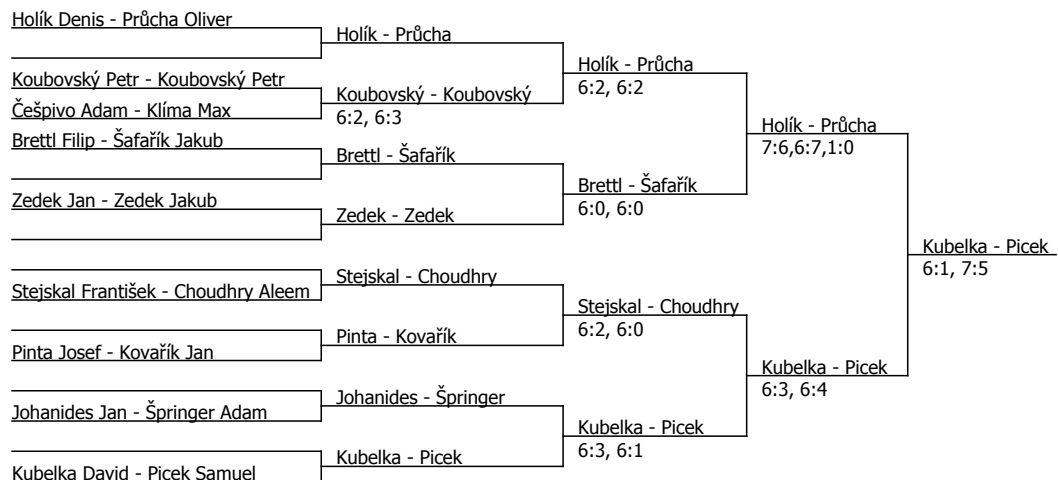 Holík Denis - Průcha Oliver
Koubovský Petr - Koubovský Petr
Češpivo Adam - Klíma Max
Brettl Filip - Šafařík Jakub
Zedek Jan - Zedek Jakub
Stejskal František - Choudhry Aleem
Pinta Josef - Kovařík Jan
Johanides Jan - Špringer Adam
Kubelka David - Picek Samuel
Holík - Průcha
Koubovský - Koubovský
6:2, 6:3
Brettl - Šafařík
Zedek - Zedek
Stejskal - Choudhry
Pinta - Kovařík
Johanides - Špringer
Kubelka - Picek
Holík - Průcha
6:2, 6:2
Brettl - Šafařík
6:0, 6:0
Stejskal - Choudhry
6:2, 6:0
Kubelka - Picek
6:3, 6:1
Holík - Průcha
7:6,6:7,1:0
Kubelka - Picek
6:3, 6:4
Kubelka - Picek
6:1, 7:5